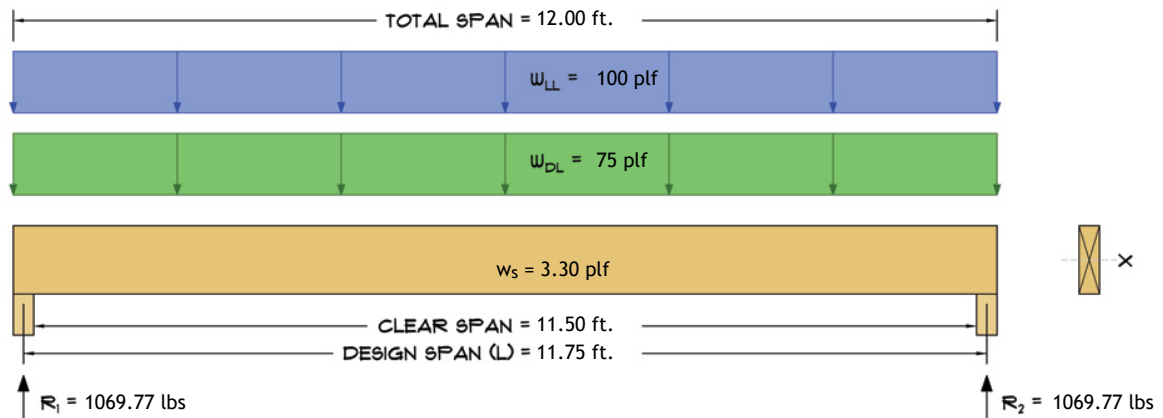 TOTAL SPAN = 12.00 ft.
WLL = 100 plf
WDL = 75 plf
ws = 3.30 plf
X
CLEAR SPAN = 11.50 ft.
DESIGN SPAN (L) = 11.75 ft.
R1 = 1069.77 lbs
R2 = 1069.77 lbs